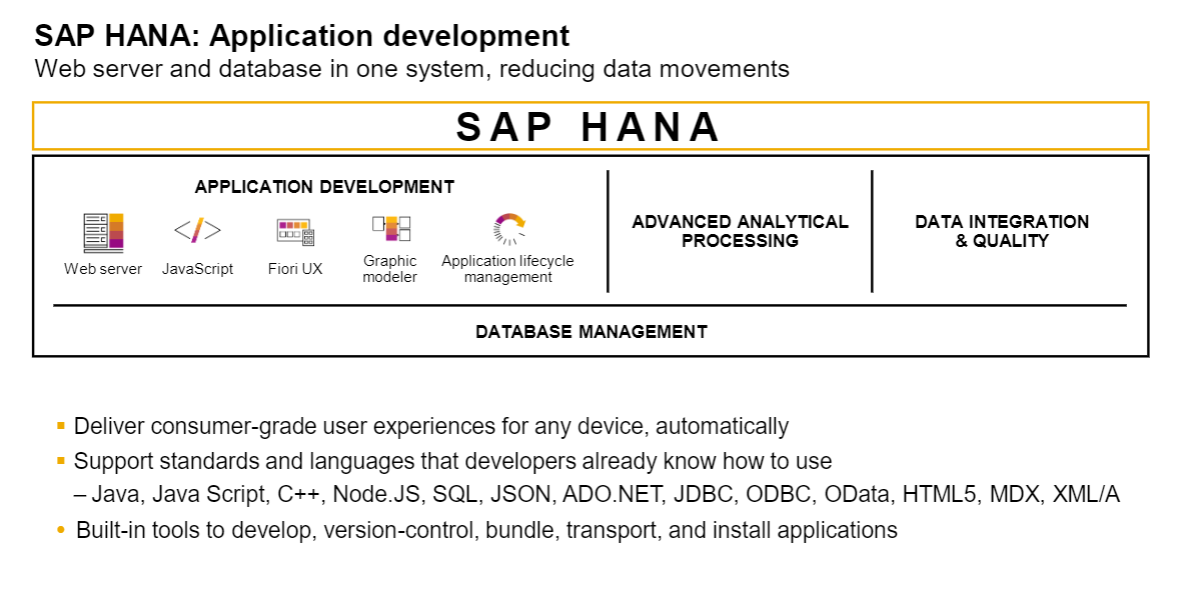 SAP HANA: Application development
Web server and database in one system, reducing data movements
SAP HANA
APPLICATION DEVELOPMENT
Web server
JavaScript
Fiori UX
Graphic
modeler
Application lifecycle
management
ADVANCED ANALYTICAL
PROCESSING
DATA INTEGRATION
& QUALITY
DATABASE MANAGEMENT
▪ Deliver consumer-grade user experiences for any device, automatically
▪ Support standards and languages that developers already know how to use
– Java, Java Script, C++, Node.JS, SQL, JSON, ADO.NET, JDBC, ODBC, OData, HTML5, MDX, XML/A
• Built-in tools to develop, version-control, bundle, transport, and install applications